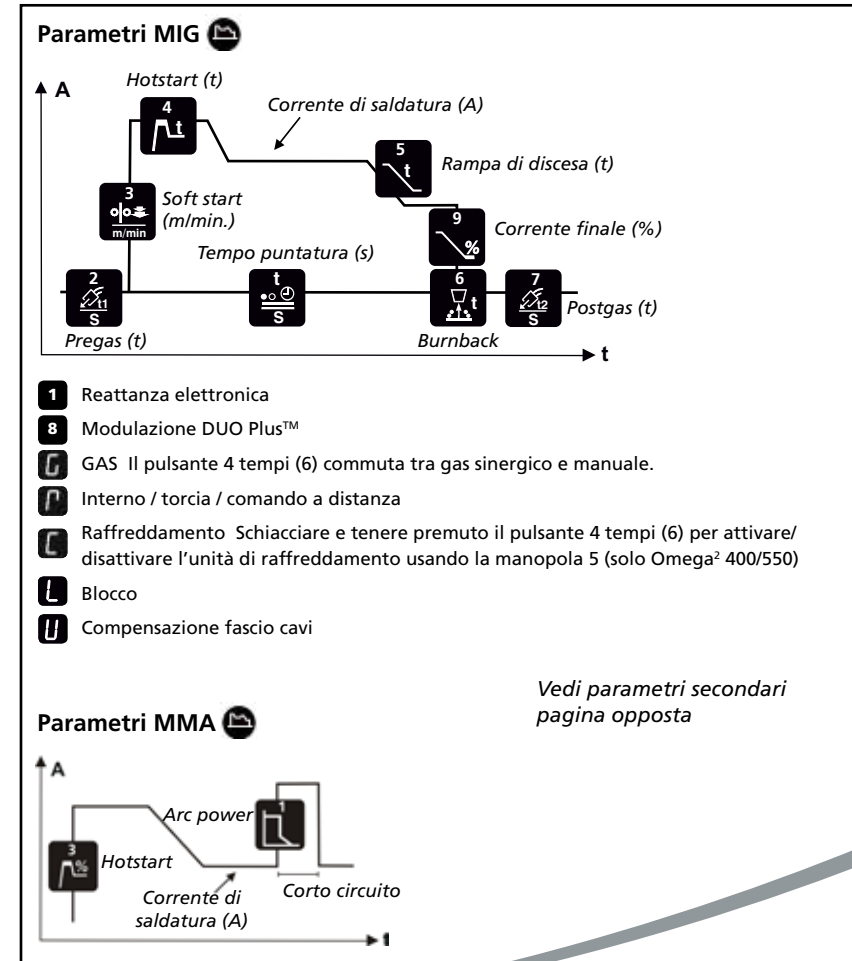 Parametri MIG
A
Hotstart (t)
4
t
Corrente di saldatura (A)
5
t
Rampa di discesa (t)
3
m/min
Soft start
(m/min.)
9
%
Corrente finale (%)
Tempo puntatura (s)
2
t1
S
t
S
6
t
7
t2
S
Postgas (t)
Pregas (t)
Burnback
t
1 Reattanza elettronica
8 Modulazione DUO Plus™
G GAS Il pulsante 4 tempi (6) commuta tra gas sinergico e manuale.
Interno / torcia / comando a distanza
C Raffreddamento Schiacciare e tenere premuto il pulsante 4 tempi (6) per attivare/
disattivare l'unità di raffreddamento usando la manopola 5 (solo Omega² 400/550)
L Blocco
U Compensazione fascio cavi
Vedi parametri secondari
pagina opposta
Parametri MMA
A
Arc power
1
3
%
Hotstart
Corrente di
saldatura (A)
Corto circuito
t